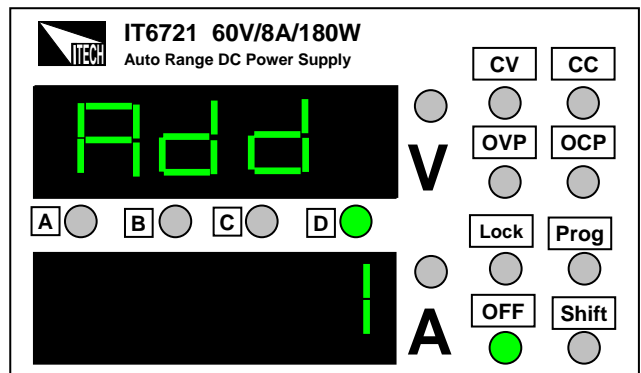 ITECH
IT6721 60V/8A/180W
Auto Range DC Power Supply
CV CC
Add
OVP OCP
V
A B C D
Lock Prog
1
A
OFF Shift